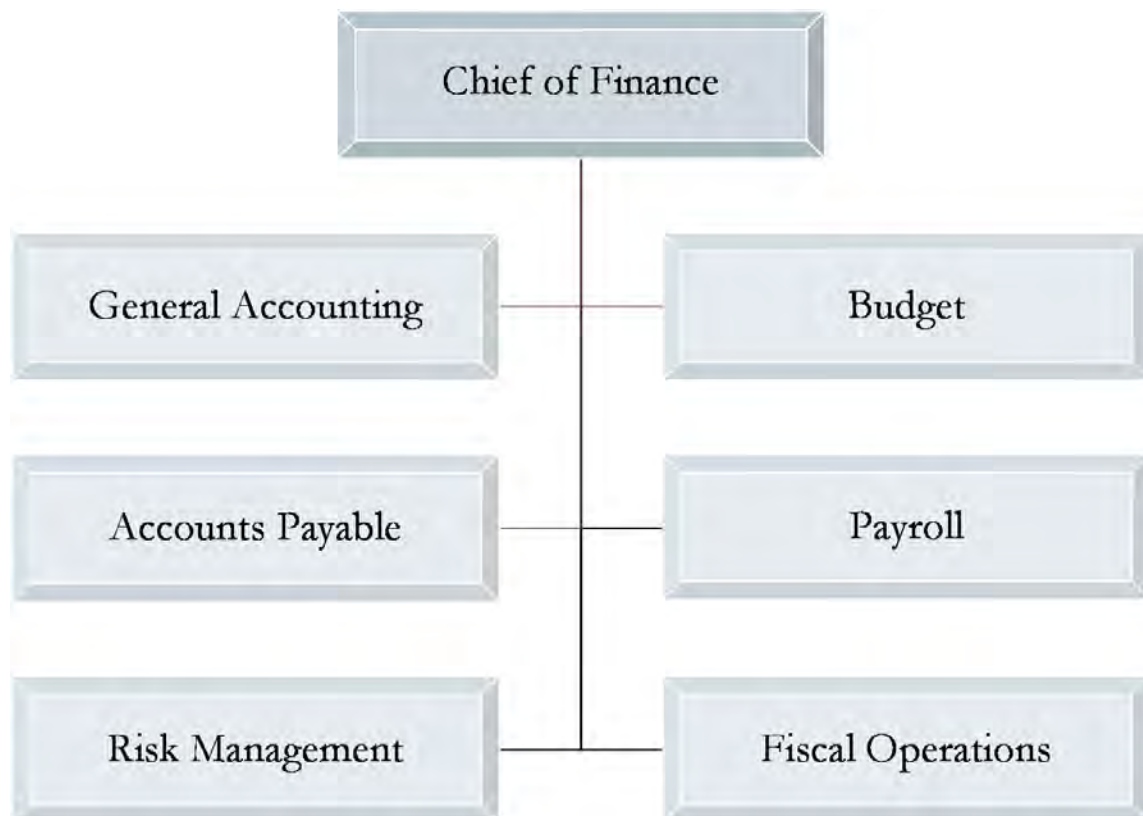 Chief of Finance
General Accounting
Budget
Accounts Payable
Payroll
Risk Management
Fiscal Operations